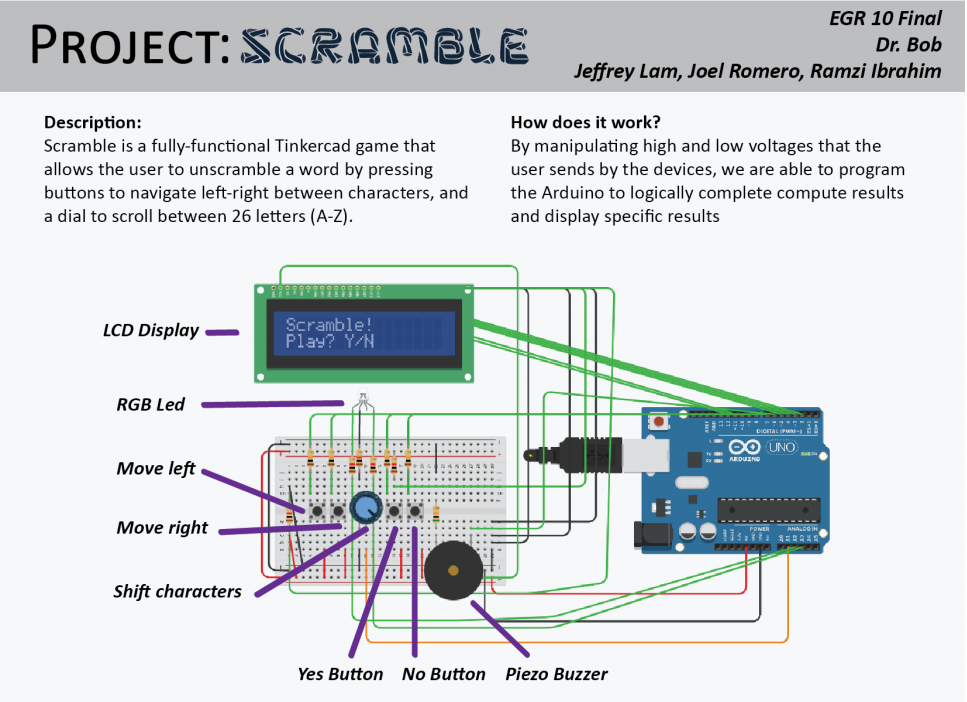 PROJECT: SCRAMBLE
EGR 10 Final
Dr. Bob
Jeffrey Lam, Joel Romero, Ramzi Ibrahim
Description:
Scramble is a fully-functional Tinkercad game that
allows the user to unscramble a word by pressing
buttons to navigate left-right between characters, and
a dial to scroll between 26 letters (A-Z).
How does it work?
By manipulating high and low voltages that the
user sends by the devices, we are able to program
the Arduino to logically complete compute results
and display specific results
LCD Display
Scramble!
Play? Y/N
RGB Led
Move left
Move right
Shift characters
Yes Button
No Button
Piezo Buzzer
DIGITAL (PWM~)
UNO
ARDUINO
POWER
ANALOG IN